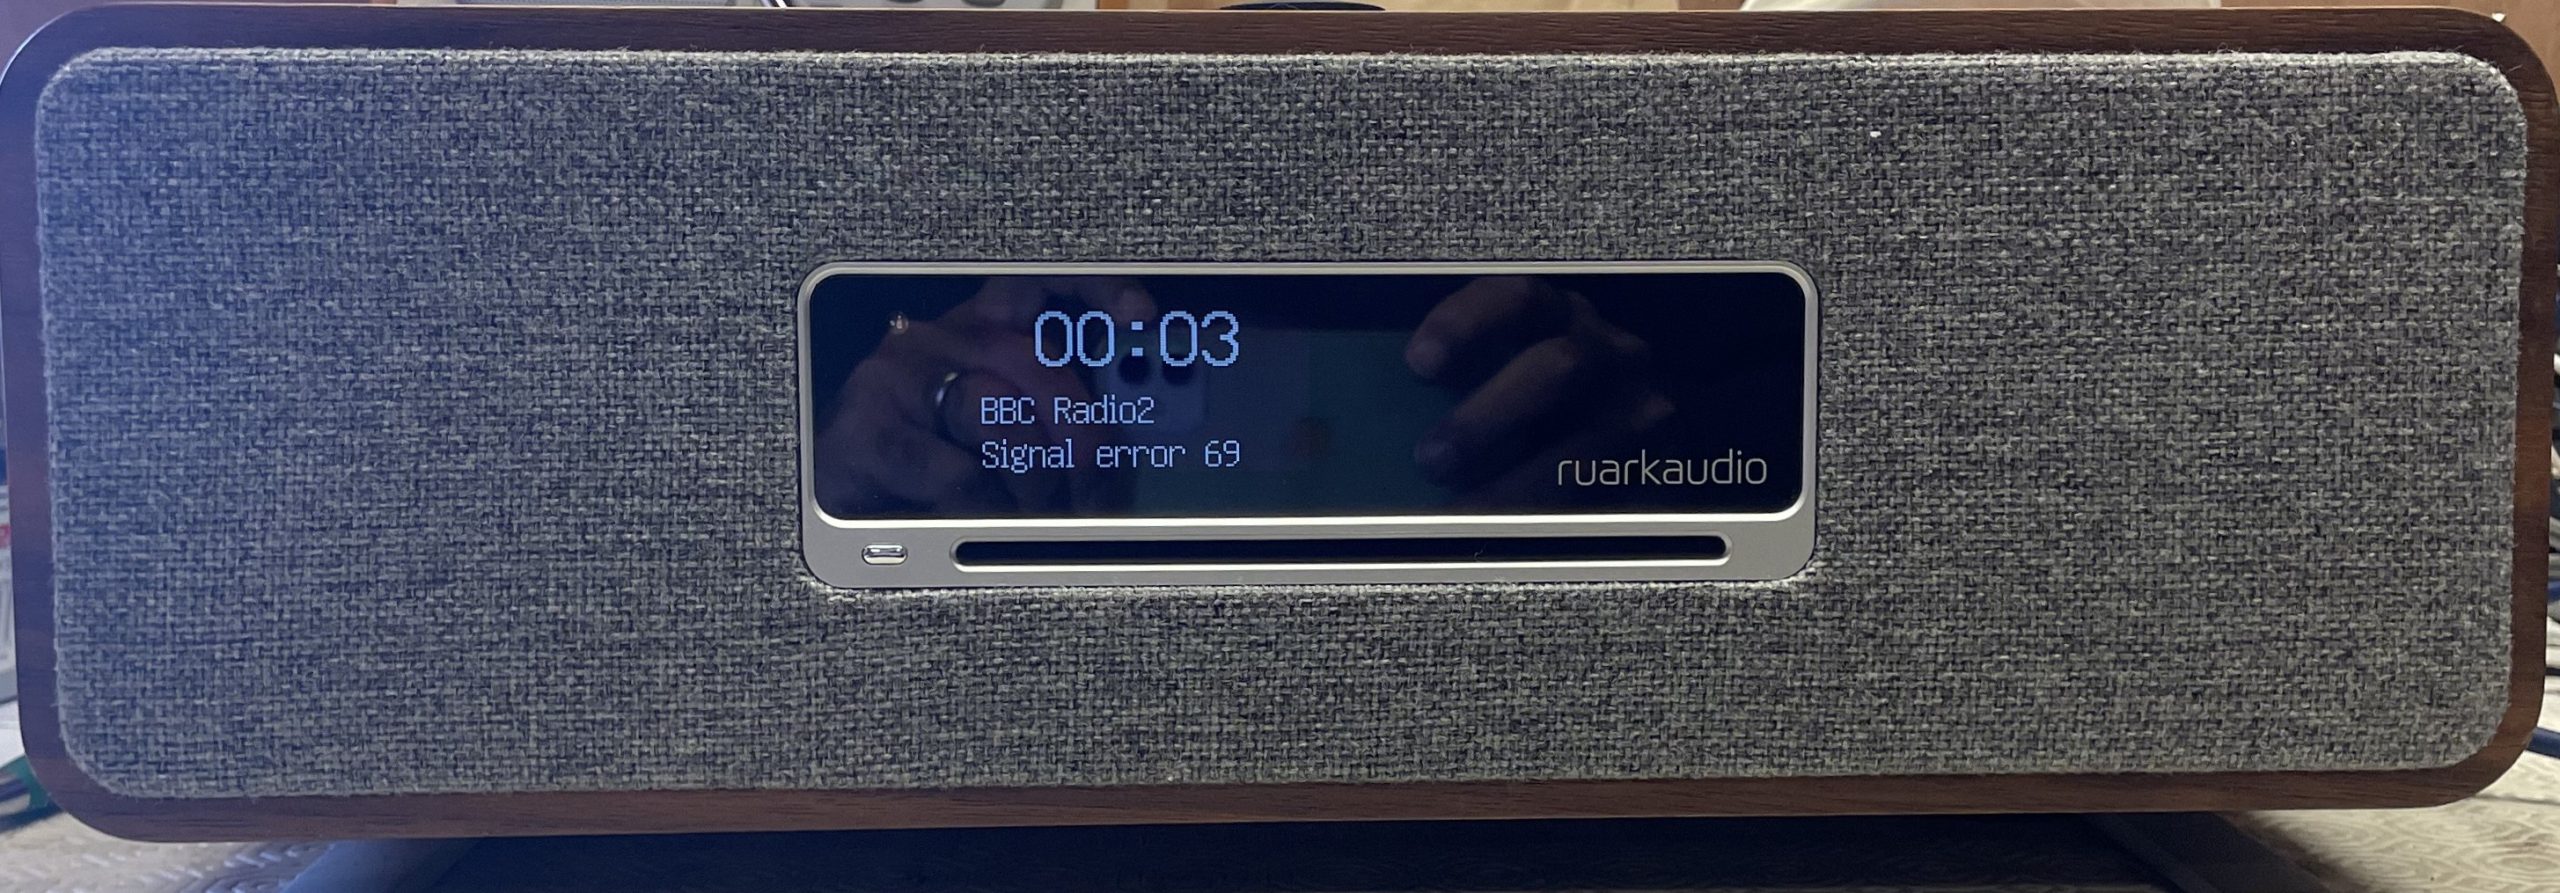 00:03
BBC Radio2
Signal error 69
ruarkaudio